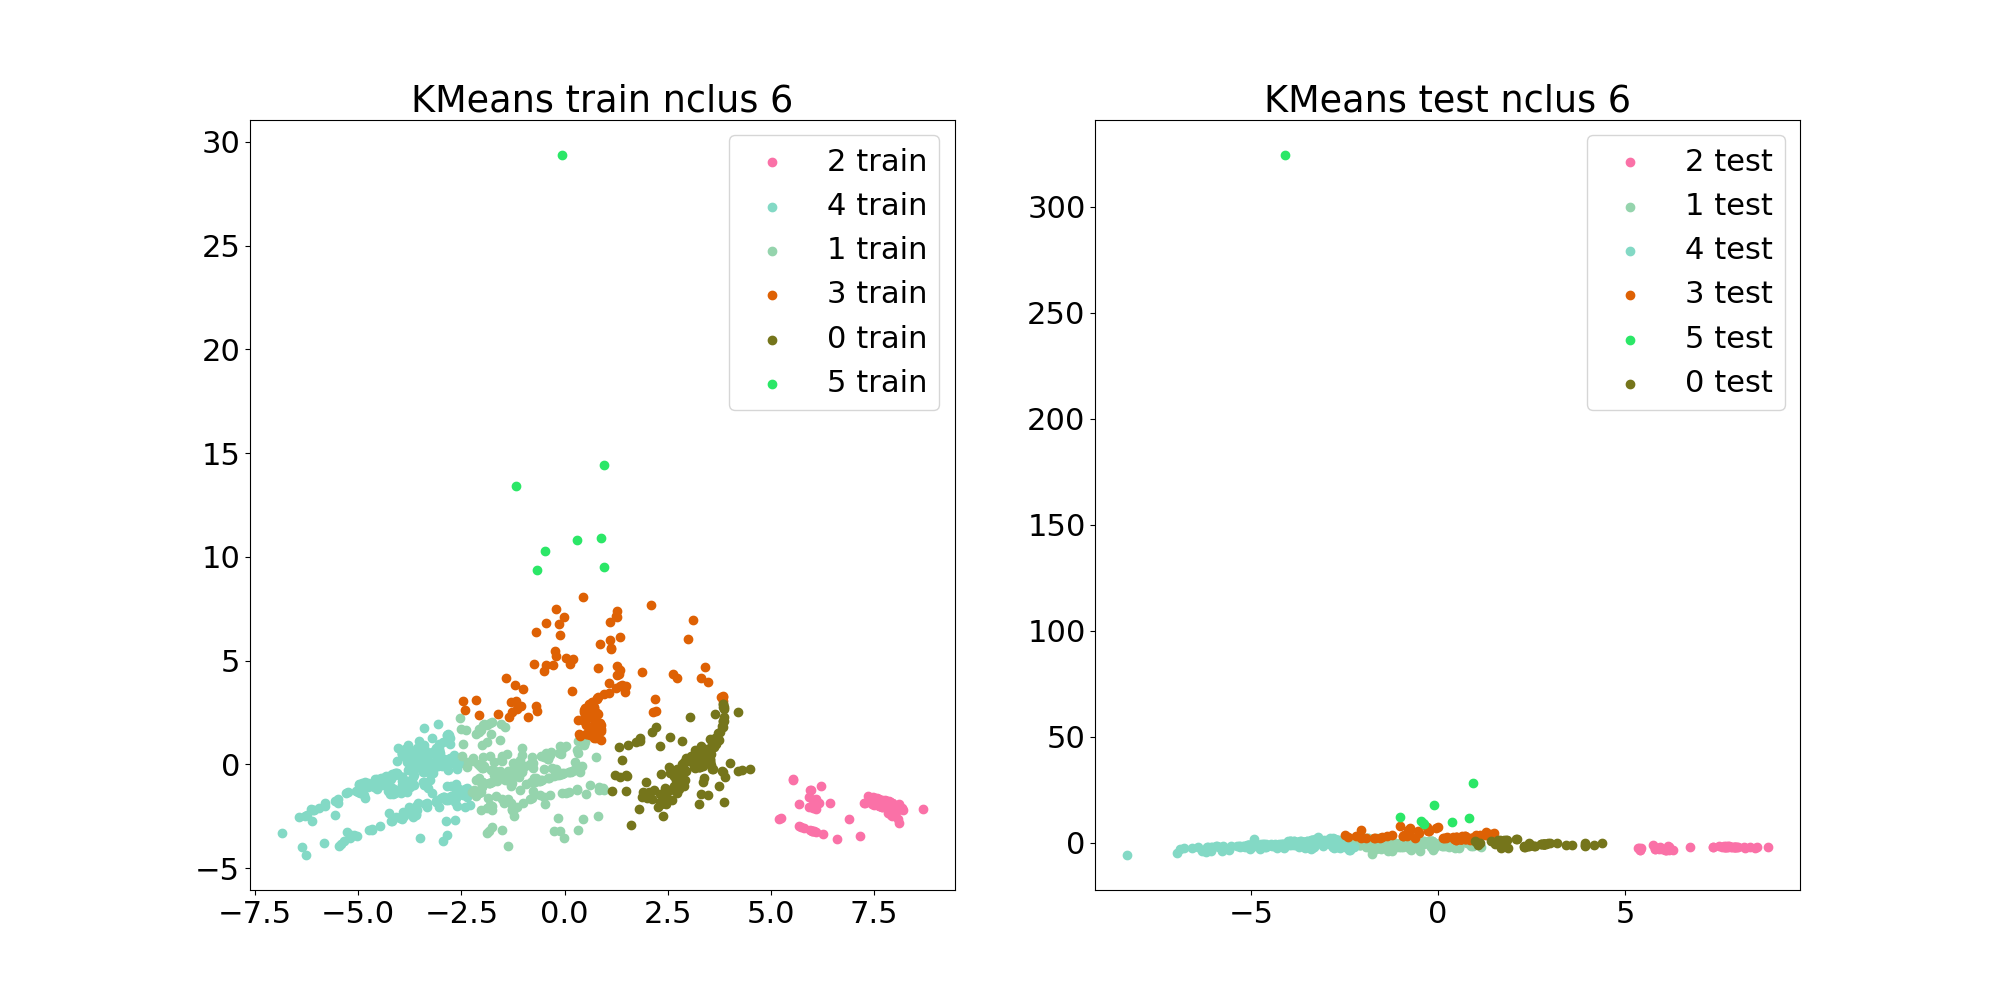 KMeans train nclus 6
30
25
20
15
10
5
0
−5
−7.5 −5.0 −2.5 0.0 2.5 5.0 7.5
2 train
4 train
1 train
3 train
0 train
5 train
KMeans test nclus 6
300
250
200
150
100
50
0
−5 0 5
2 test
1 test
4 test
3 test
5 test
0 test